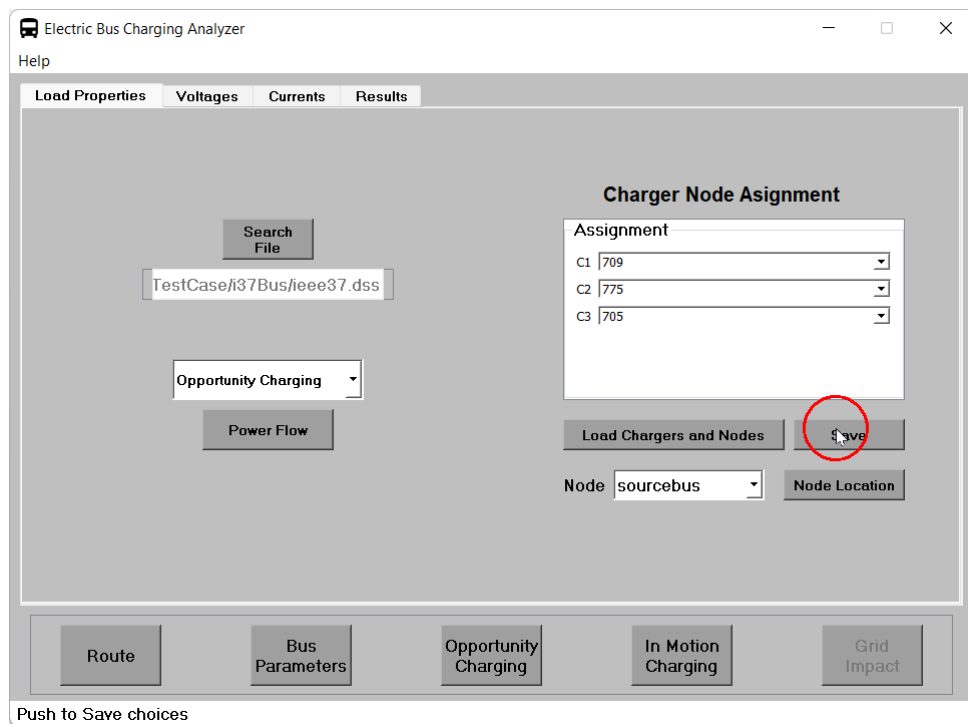 Electric Bus Charging Analyzer
Help
Load Properties Voltages Currents Results
Charger Node Asignment
Search
File
TestCase/i37Bus/ieee37.dss
Assignment
C1 709
C2 775
C3 705
Opportunity Charging
Power Flow
Load Chargers and Nodes Save
Node sourcebus Node Location
Route
Bus
Parameters
Opportunity
Charging
In Motion
Charging
Grid
Impact
Push to Save choices